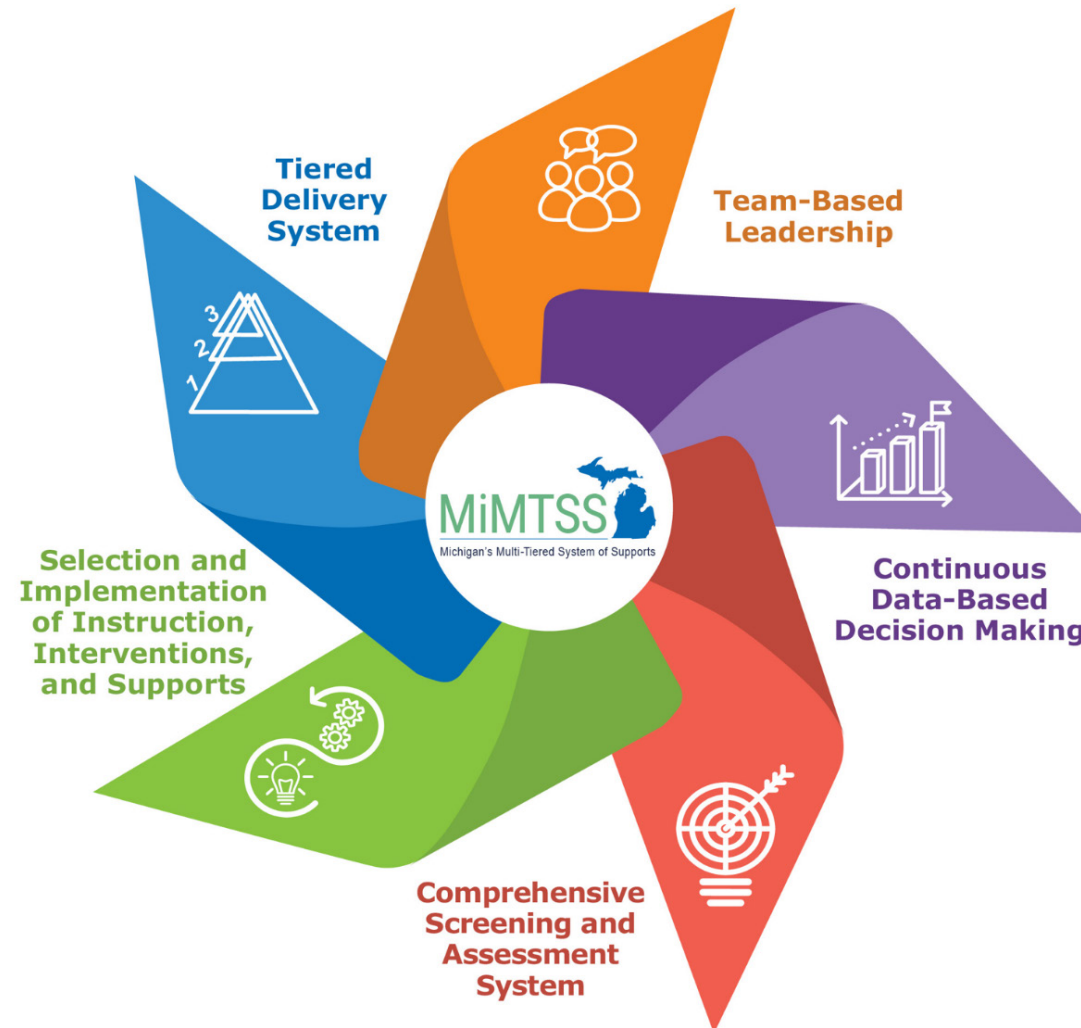 Tiered
Delivery
System
Team-Based
Leadership
3
2
1
MiMTSS
Michigan's Multi-Tiered System of Supports
Continuous
Data-Based
Decision Making
Selection and
Implementation
of Instruction,
Interventions,
and Supports
Comprehensive
Screening and
Assessment
System